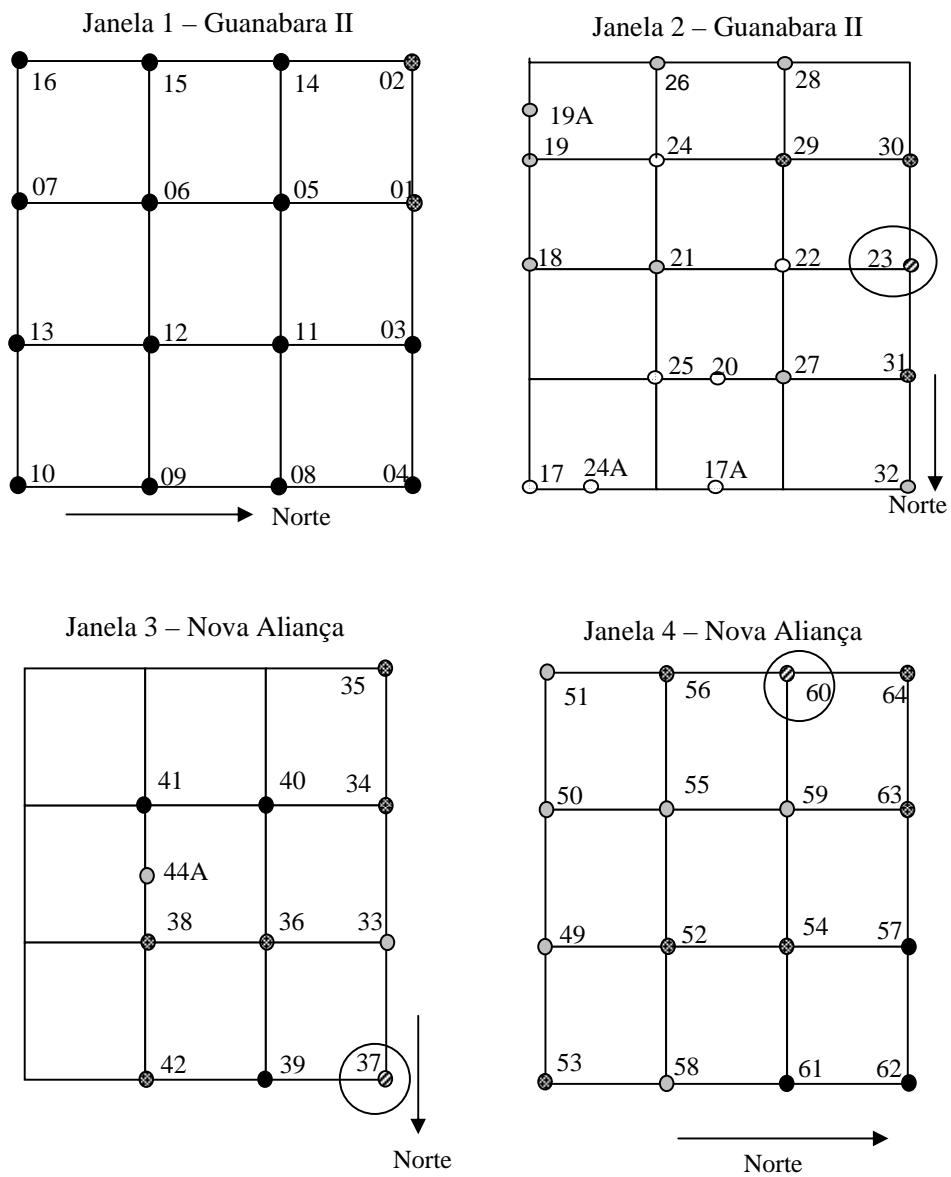 Janela 1 – Guanabara II
16 15 14 02
07 06 05 01
13 12 11 03
10 09 08 04
Norte
Janela 2 – Guanabara II
26 28
19A
19 24 29 30
18 21 22 23
25 20 27 31
17 24A 17A 32
Norte
Janela 3 – Nova Aliança
35
41 40 34
44A
38 36 33
42 39 37
Norte
Janela 4 – Nova Aliança
51 56 60 64
50 55 59 63
49 52 54 57
53 58 61 62
Norte